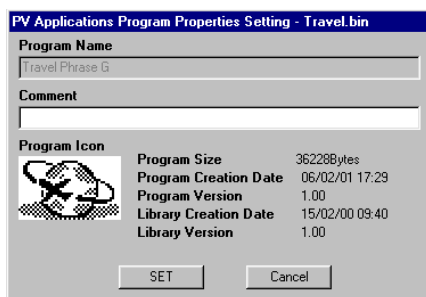 PV Applications Program Properties Setting - Travel.bin
Program Name
Travel Phrase G
Comment
Program Icon
Program Size 36228Bytes
Program Creation Date 06/02/01 17:29
Program Version 1.00
Library Creation Date 15/02/00 09:40
Library Version 1.00
SET Cancel